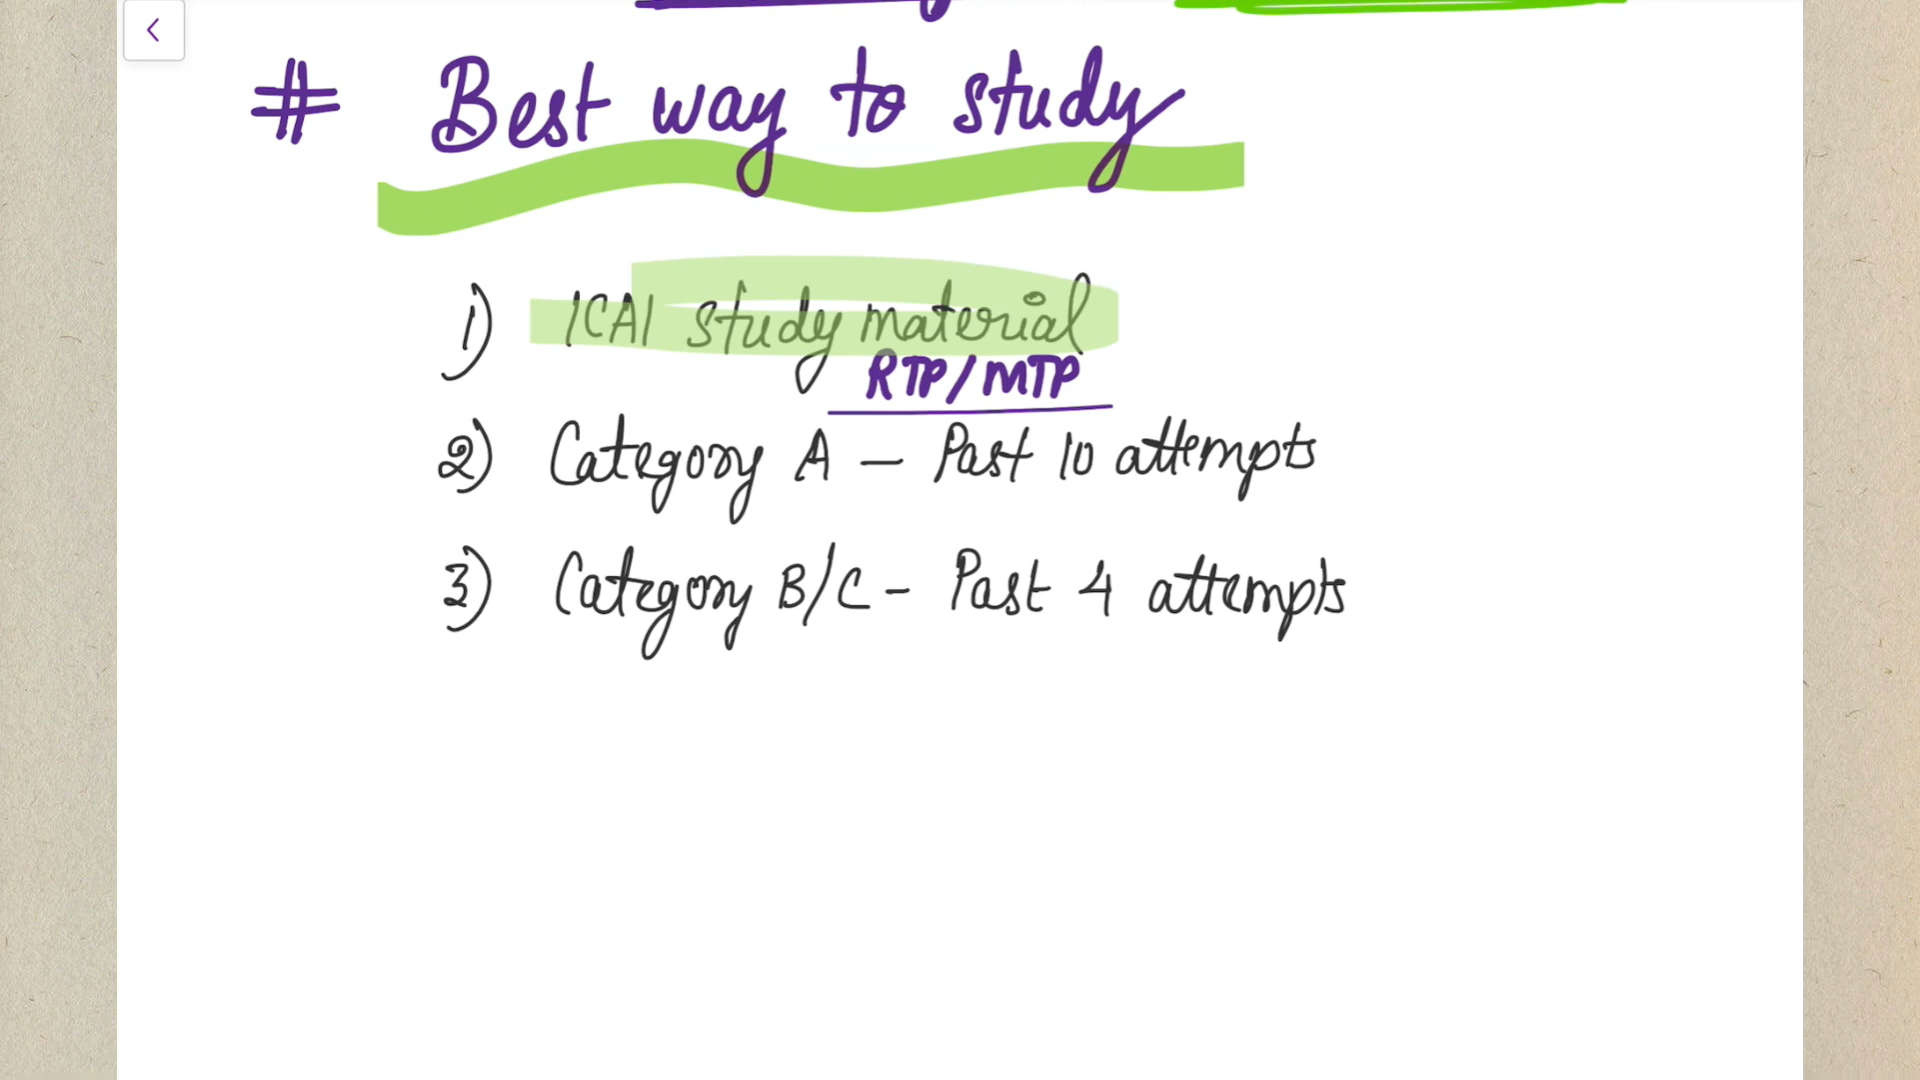 # Best way to study
1) ICAI study material
RTP/MTP
2) Category A - Past 10 attempts
3) Category B/C - Past 4 attempts